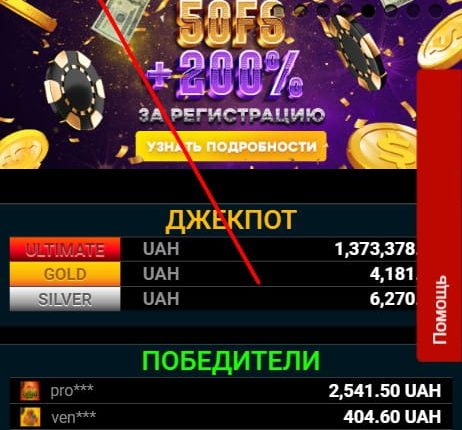 50FS
+200%
ЗА РЕГИСТРАЦИЮ
УЗНАТЬ ПОДРОБНОСТИ
ДЖЕКПОТ
ULTIMATE UAH 1,373,378.
GOLD UAH 4,181.
SILVER UAH 6,270.
Помощь
ПОБЕДИТЕЛИ
pro*** 2,541.50 UAH
ven*** 404.60 UAH